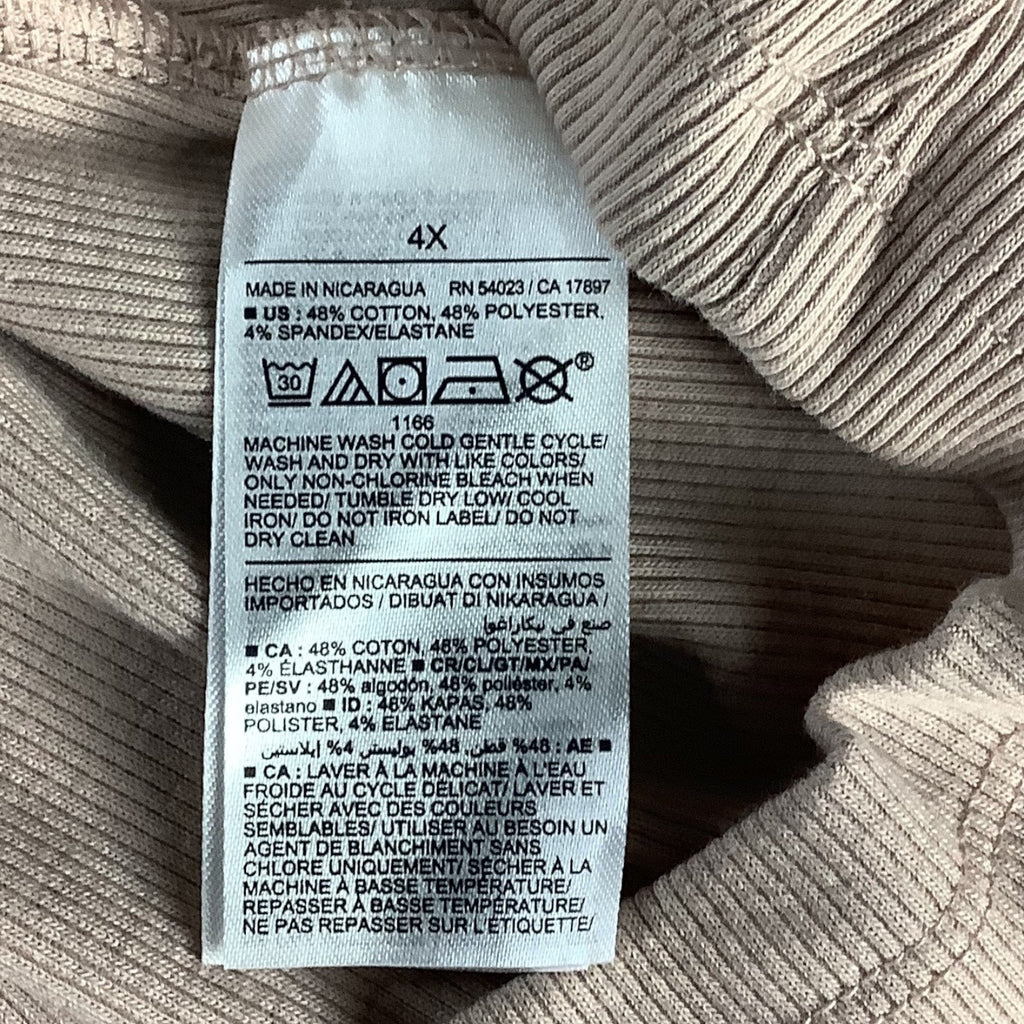 4X
MADE IN NICARAGUA RN 54023 / CA 17897
■ US : 48% COTTON, 48% POLYESTER,
4% SPANDEX/ELASTANE
30 ®
1166
MACHINE WASH COLD GENTLE CYCLE/
WASH AND DRY WITH LIKE COLORS/
ONLY NON-CHLORINE BLEACH WHEN
NEEDED/ TUMBLE DRY LOW/ COOL
IRON/ DO NOT IRON LABEL/ DO NOT
DRY CLEAN
HECHO EN NICARAGUA CON INSUMOS
IMPORTADOS / DIBUAT DI NIKARAGUA /
صنع في نيكاراغوا
■ CA : 48% COTON, 48% POLYESTER,
4% ÉLASTHANNE ■ CR/CL/GT/MX/PA/
PE/SV : 48% algodón, 48% poliéster, 4%
elastano ■ ID : 48% KAPAS, 48%
POLISTER, 4% ELASTANE
■ AE : 48% قطن, 48% بوليستر, 4% إيلاستين
■ CA : LAVER À LA MACHINE À L'EAU
FROIDE AU CYCLE DÉLICAT/ LAVER ET
SÉCHER AVEC DES COULEURS
SEMBLABLES/ UTILISER AU BESOIN UN
AGENT DE BLANCHIMENT SANS
CHLORE UNIQUEMENT/ SÉCHER À LA
MACHINE À BASSE TEMPÉRATURE/
REPASSER À BASSE TEMPÉRATURE/
NE PAS REPASSER SUR L'ÉTIQUETTE/